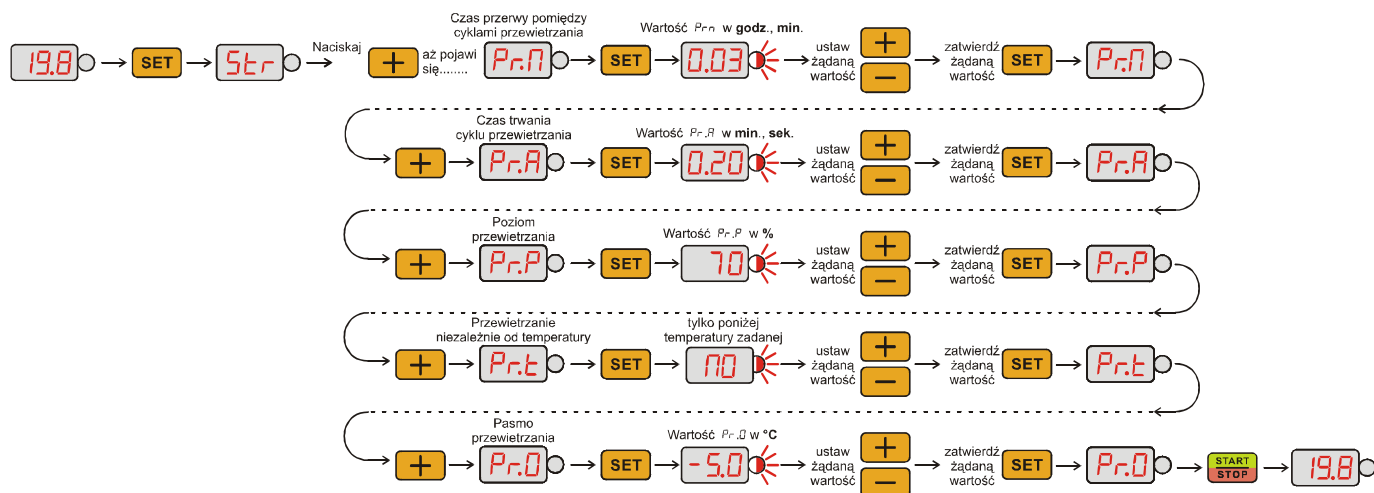 19.8 SET Str Naciskaj + aż pojawi się........
Czas przerwy pomiędzy
cyklami przewietrzania
Pr.n SET
Wartość Prn w godz., min.
0.03
ustaw żądaną wartość
+
−
zatwierdź żądaną wartość
SET Pr.n
Czas trwania
cyklu przewietrzania
+ Pr.A SET
Wartość Pr.A w min., sek.
0.20
ustaw żądaną wartość
+
−
zatwierdź żądaną wartość
SET Pr.A
Poziom
przewietrzania
+ Pr.P SET
Wartość Pr.P w %
70
ustaw żądaną wartość
+
−
zatwierdź żądaną wartość
SET Pr.P
Przewietrzanie
niezależnie od temperatury
+ Pr.t SET
tylko poniżej
temperatury zadanej
n0
ustaw żądaną wartość
+
−
zatwierdź żądaną wartość
SET Pr.t
Pasmo
przewietrzania
+ Pr.0 SET
Wartość Pr.0 w °C
-5.0
ustaw żądaną wartość
+
−
zatwierdź żądaną wartość
SET Pr.0
START
STOP
19.8